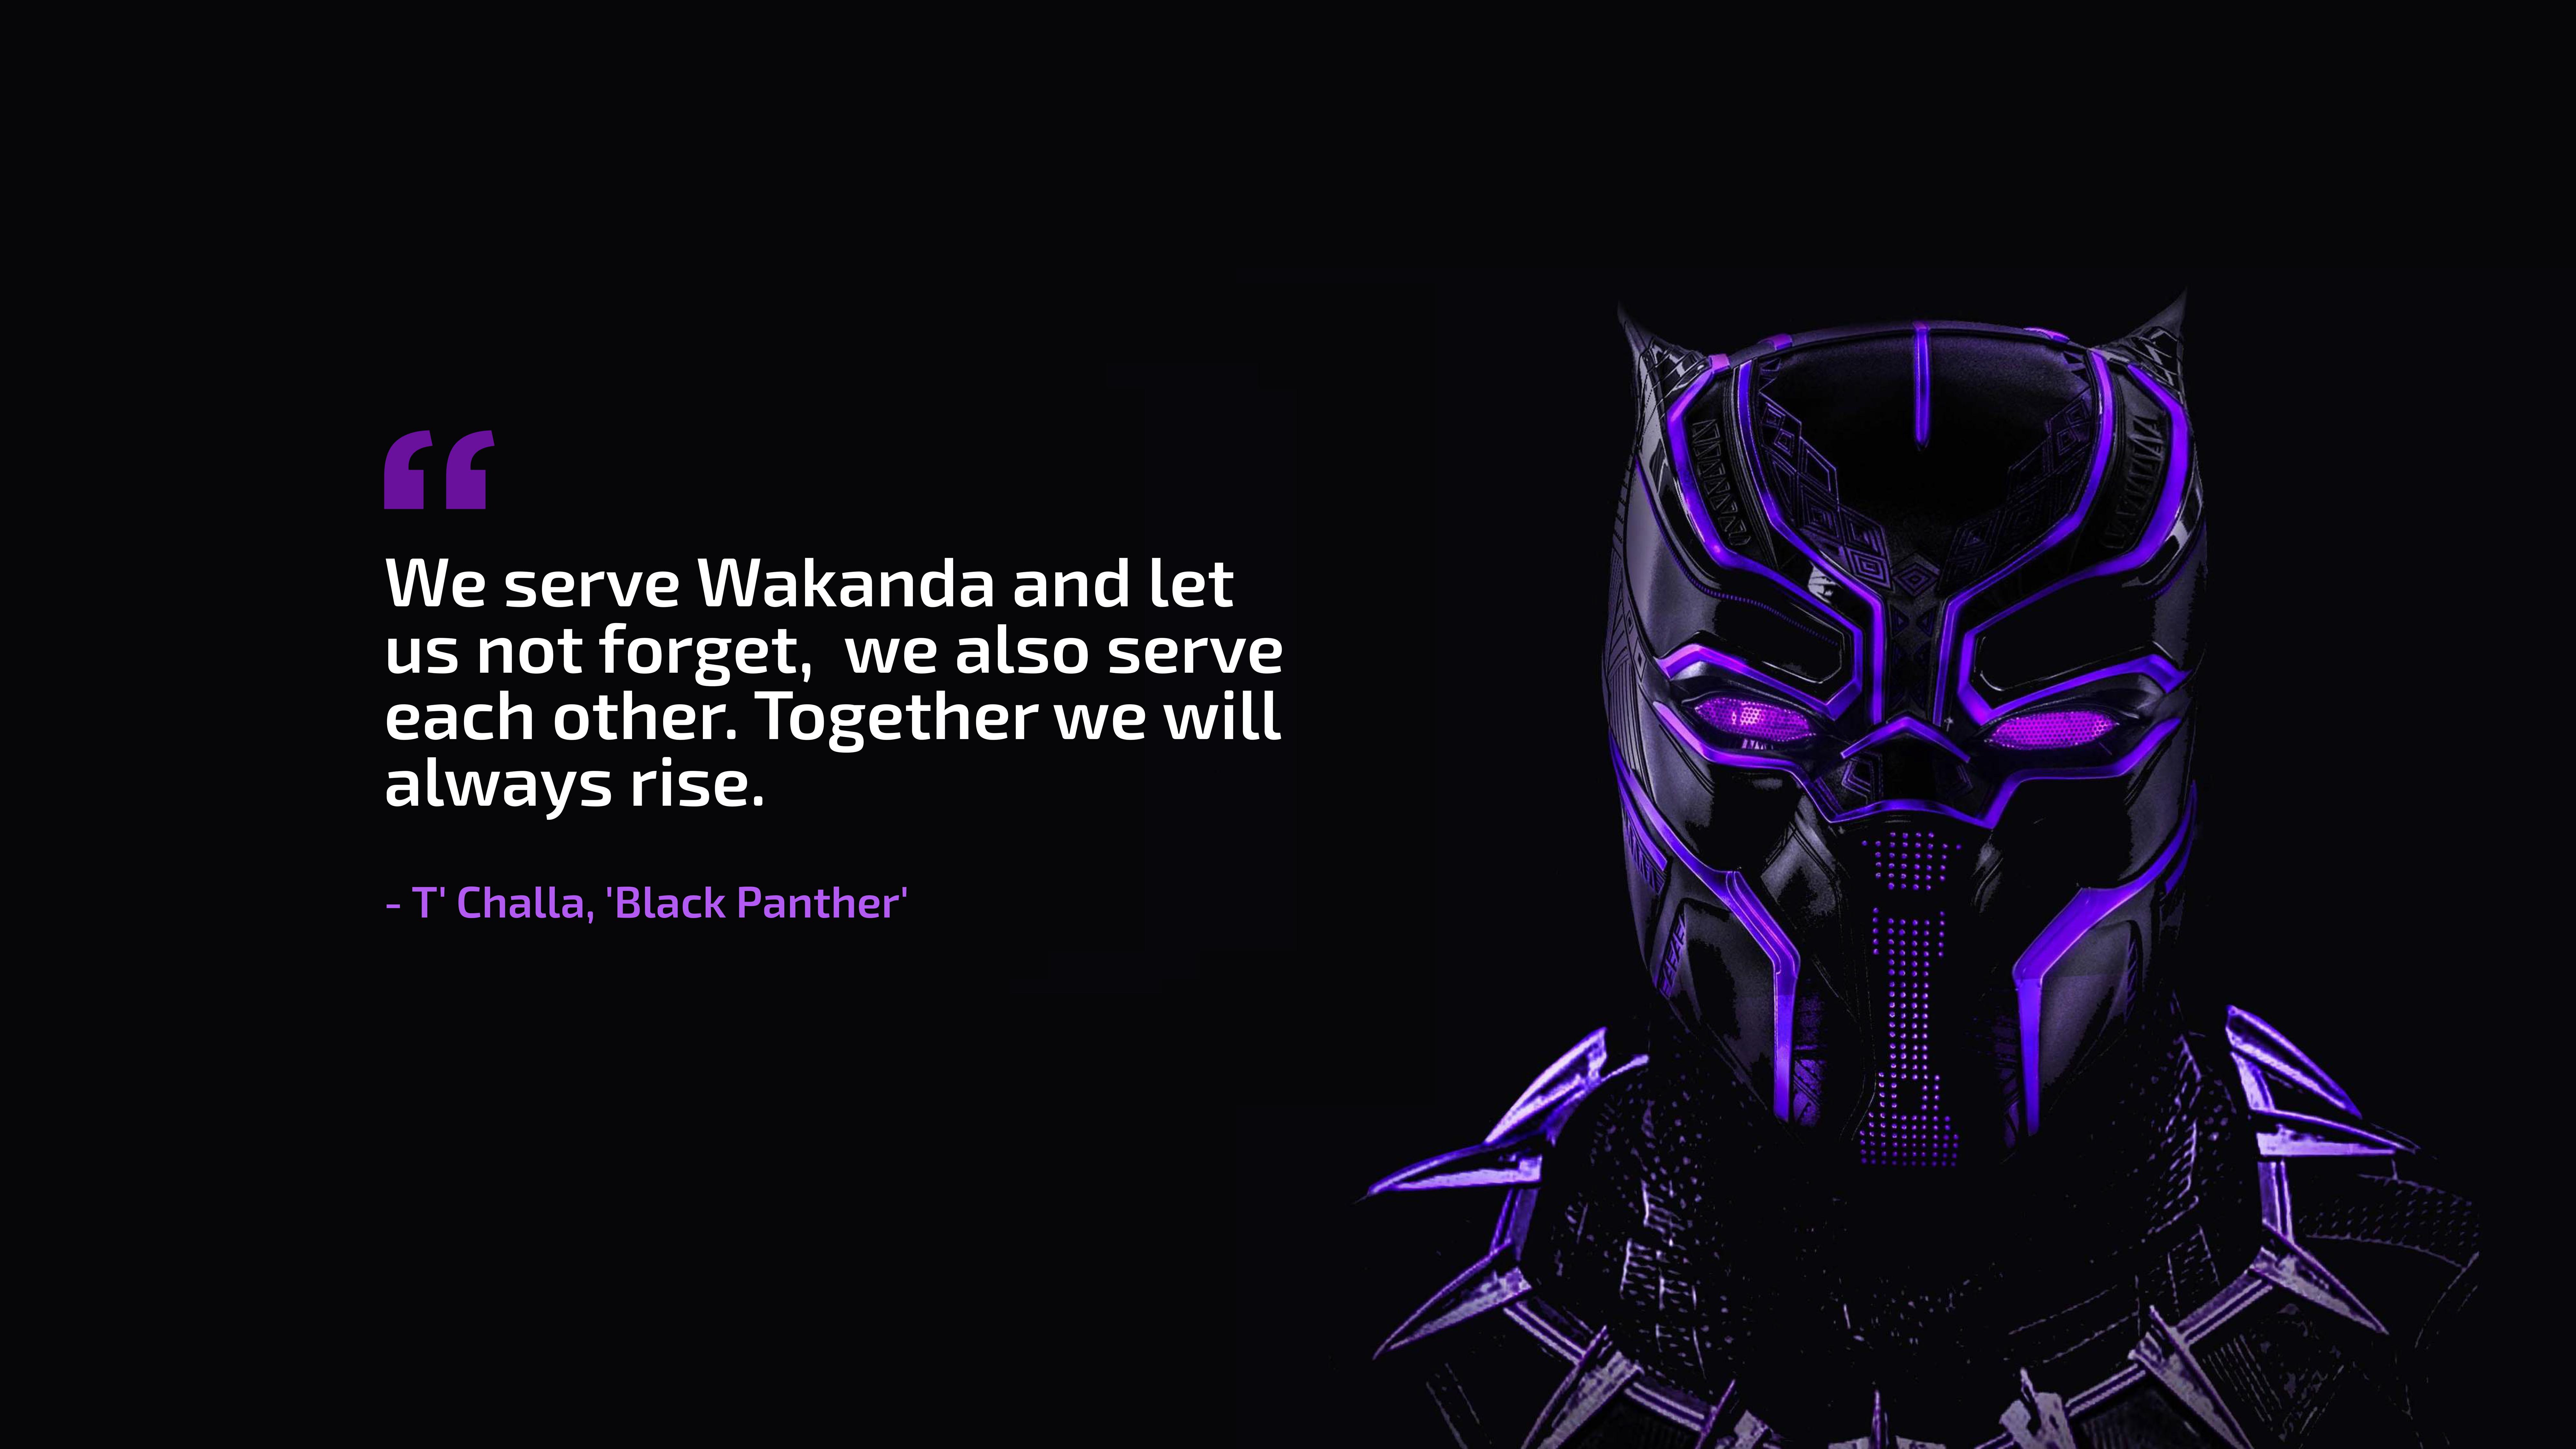 “
We serve Wakanda and let
us not forget,  we also serve
each other. Together we will
always rise.
- T' Challa, 'Black Panther'